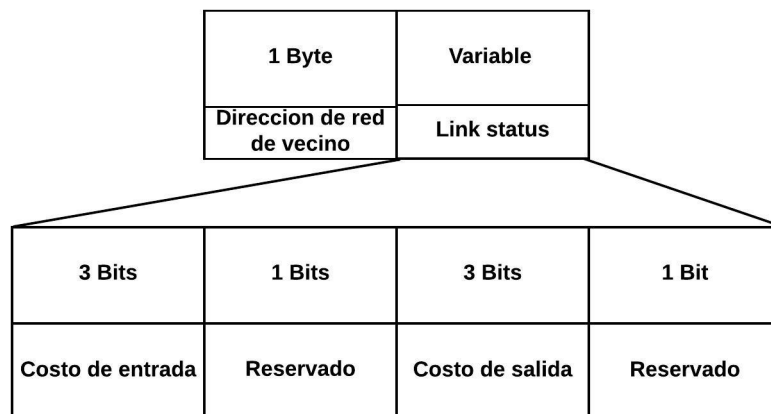 1 Byte
Variable
Direccion de red
de vecino
Link status
3 Bits
1 Bits
3 Bits
1 Bit
Costo de entrada
Reservado
Costo de salida
Reservado